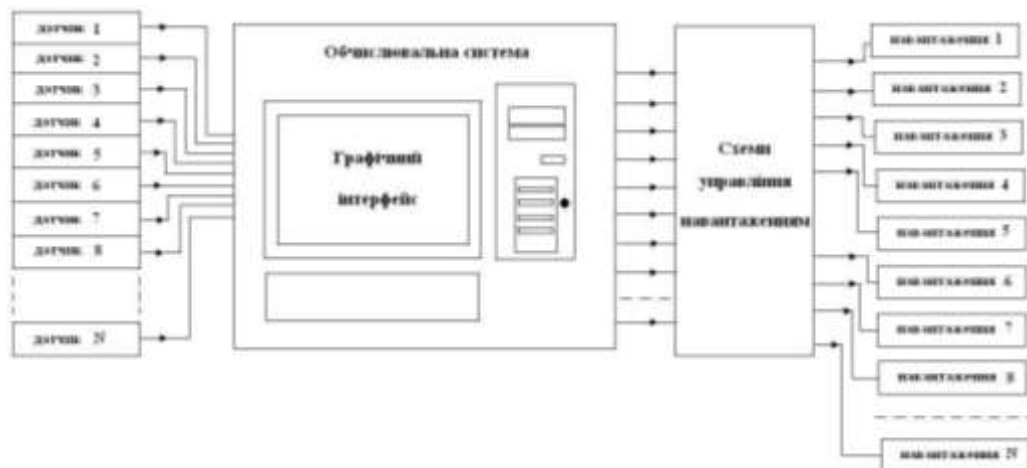 датчик 1
датчик 2
датчик 3
датчик 4
датчик 5
датчик 6
датчик 7
датчик 8
датчик N
Обчислювальна система
Графічний
інтерфейс
Схеми
управління
навантаженням
навантаження 1
навантаження 2
навантаження 3
навантаження 4
навантаження 5
навантаження 6
навантаження 7
навантаження 8
навантаження N